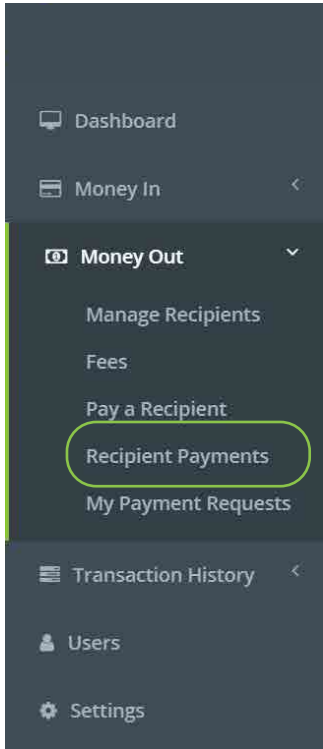 Dashboard
Money In
Money Out
Manage Recipients
Fees
Pay a Recipient
Recipient Payments
My Payment Requests
Transaction History
Users
Settings